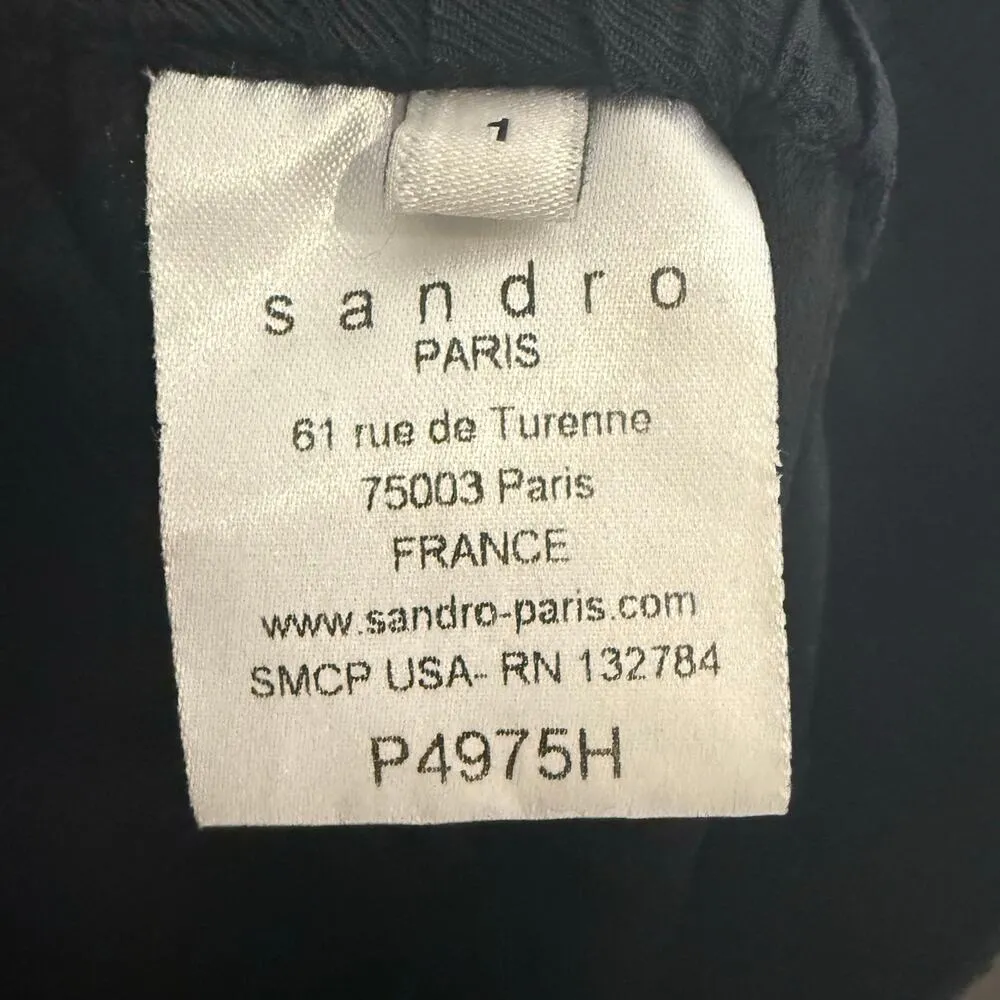 1
sandro
PARIS
61 rue de Turenne
75003 Paris
FRANCE
www.sandro-paris.com
SMCP USA- RN 132784
P4975H